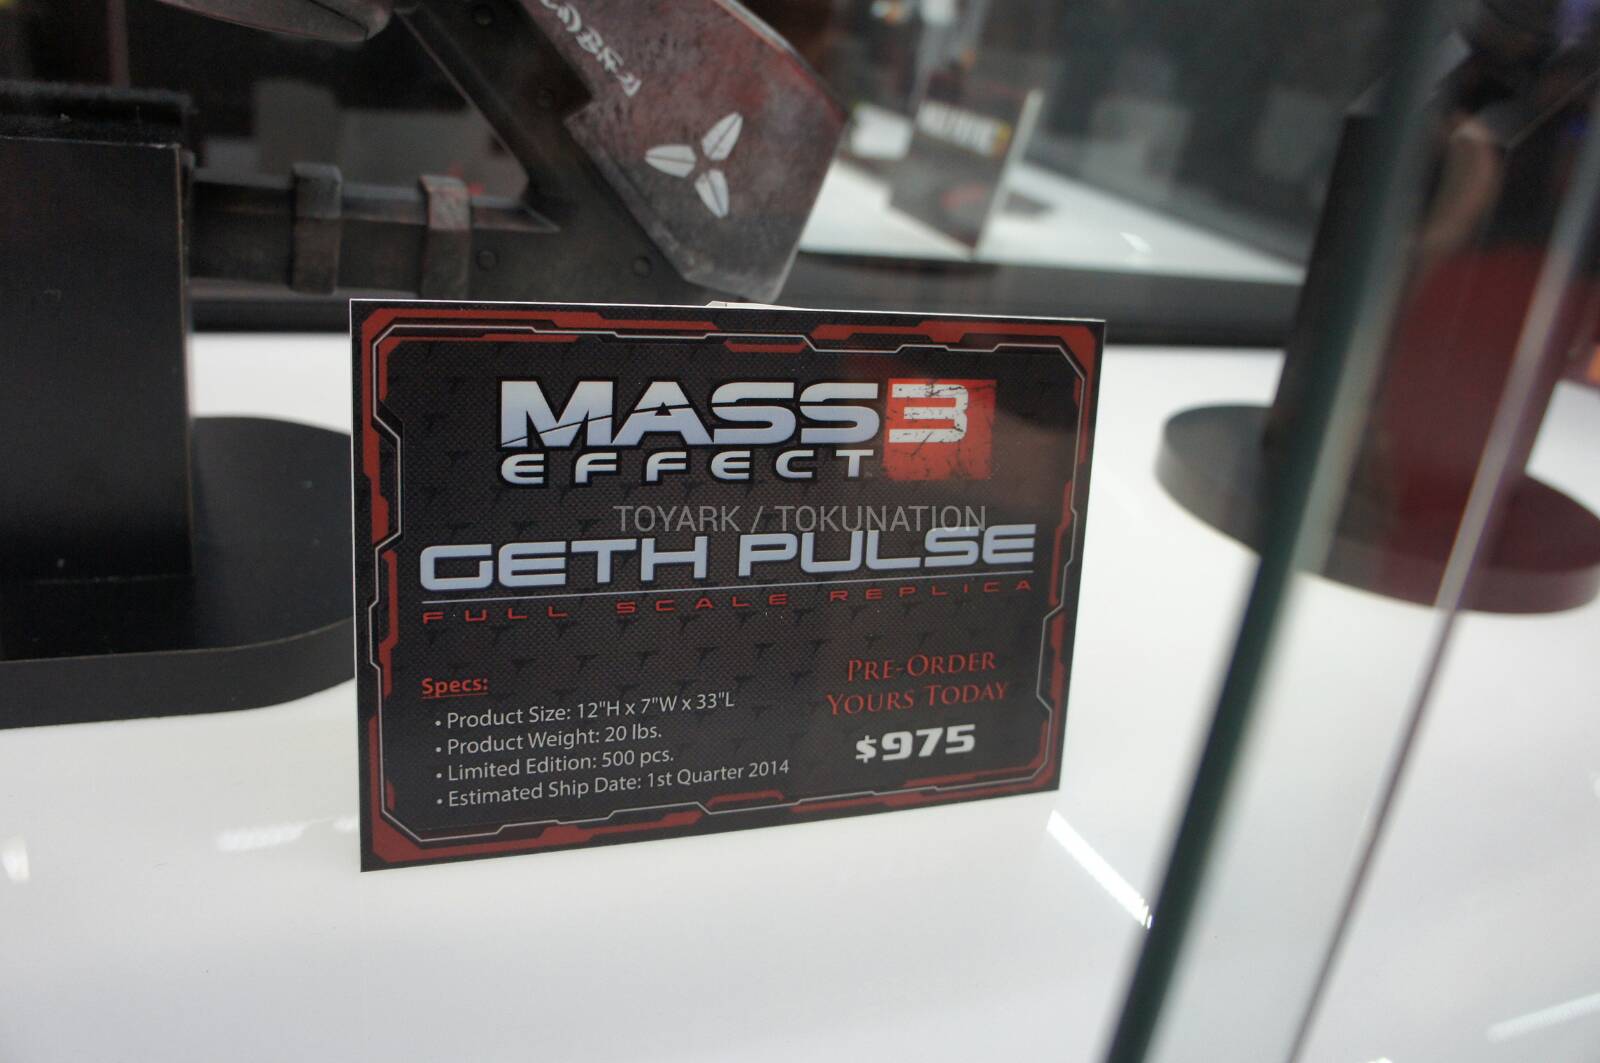 MASS 3
EFFECT
TOYARK / TOKUNATION
GETH PULSE
FULL SCALE REPLICA
Specs:
• Product Size: 12"H x 7"W x 33"L
• Product Weight: 20 lbs.
• Limited Edition: 500 pcs.
• Estimated Ship Date: 1st Quarter 2014
PRE-ORDER
YOURS TODAY
$975